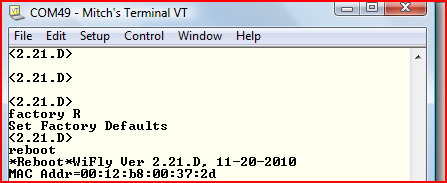 COM49 - Mitch's Terminal VT
File Edit Setup Control Window Help
<2.21.D>
<2.21.D>
<2.21.D>
factory R
Set Factory Defaults
<2.21.D>
reboot
*Reboot*WiFly Ver 2.21.D, 11-20-2010
MAC Addr=00:12:b8:00:37:2d